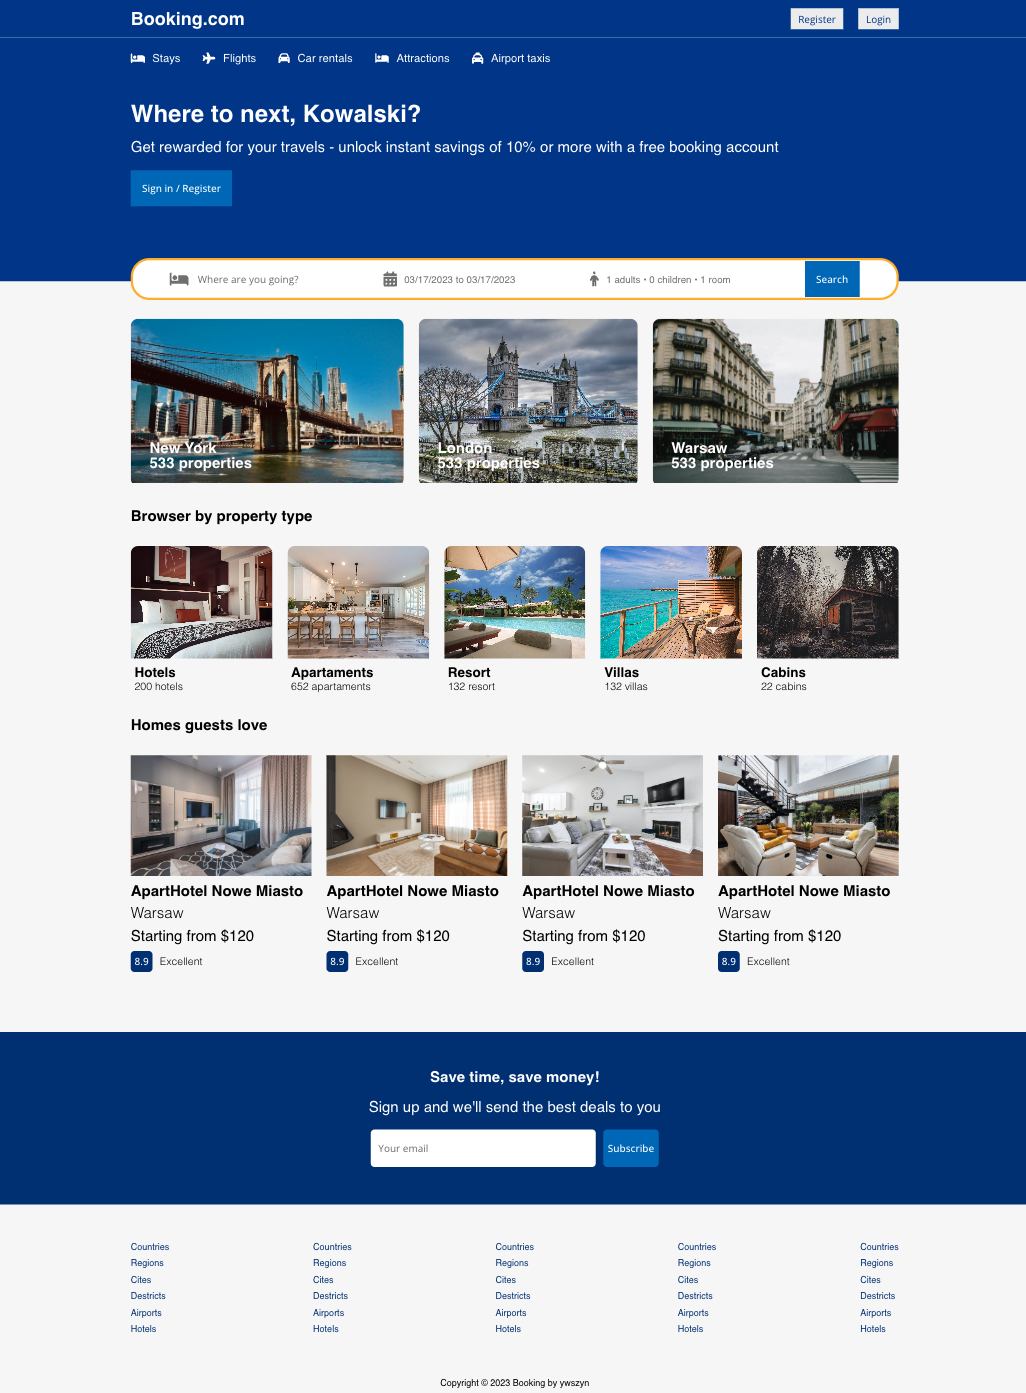 Booking.com
Register
Login
Stays
Flights
Car rentals
Attractions
Airport taxis
Where to next, Kowalski?
Get rewarded for your travels - unlock instant savings of 10% or more with a free booking account
Sign in / Register
Where are you going?
03/17/2023 to 03/17/2023
1 adults • 0 children • 1 room
Search
New York
533 properties
London
533 properties
Warsaw
533 properties
Browser by property type
Hotels
200 hotels
Apartaments
652 apartaments
Resort
132 resort
Villas
132 villas
Cabins
22 cabins
Homes guests love
ApartHotel Nowe Miasto
Warsaw
Starting from $120
8.9 Excellent
ApartHotel Nowe Miasto
Warsaw
Starting from $120
8.9 Excellent
ApartHotel Nowe Miasto
Warsaw
Starting from $120
8.9 Excellent
ApartHotel Nowe Miasto
Warsaw
Starting from $120
8.9 Excellent
Save time, save money!
Sign up and we'll send the best deals to you
Your email
Subscribe
Countries
Regions
Cites
Destricts
Airports
Hotels
Countries
Regions
Cites
Destricts
Airports
Hotels
Countries
Regions
Cites
Destricts
Airports
Hotels
Countries
Regions
Cites
Destricts
Airports
Hotels
Countries
Regions
Cites
Destricts
Airports
Hotels
Copyright © 2023 Booking by ywszyn